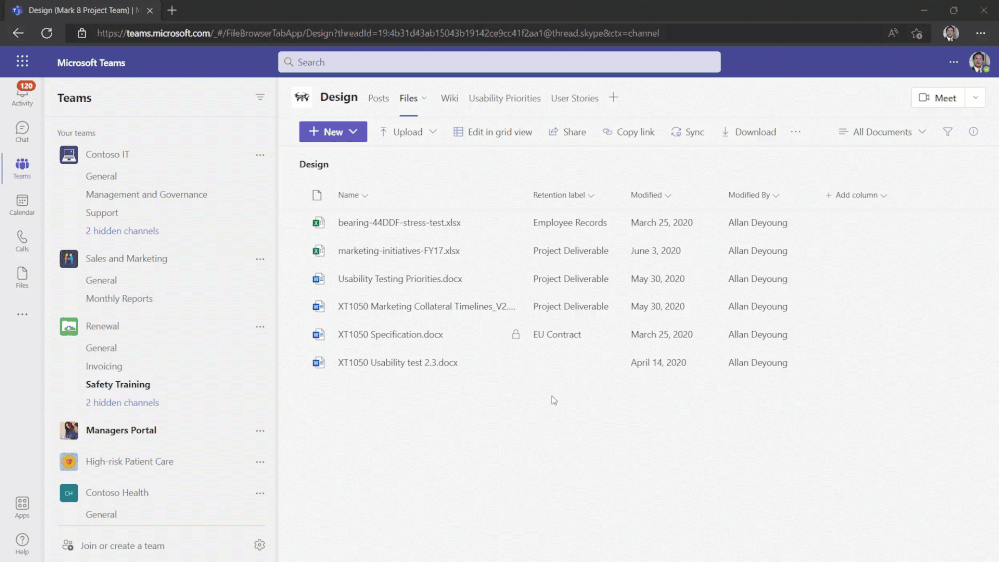 Design (Mark 8 Project Team) | M
https://teams.microsoft.com/_#/FileBrowserTabApp/Design?threadId=19:4b31d43ab15043b19142ce9cc41f2aa1@thread.skype&ctx=channel
Microsoft Teams
Search
120
Activity
Chat
Teams
Calendar
Calls
Files
Apps
Help
Teams
Your teams
Contoso IT
General
Management and Governance
Support
2 hidden channels
Sales and Marketing
General
Monthly Reports
Renewal
General
Invoicing
Safety Training
2 hidden channels
Managers Portal
High-risk Patient Care
CH Contoso Health
General
Join or create a team
Design Posts Files Wiki Usability Priorities User Stories
Meet
New Upload Edit in grid view Share Copy link Sync Download All Documents
Design
Name Retention label Modified Modified By Add column
bearing-44DDF-stress-test.xlsx Employee Records March 25, 2020 Allan Deyoung
marketing-initiatives-FY17.xlsx Project Deliverable June 3, 2020 Allan Deyoung
Usability Testing Priorities.docx Project Deliverable May 30, 2020 Allan Deyoung
XT1050 Marketing Collateral Timelines_V2.... Project Deliverable May 30, 2020 Allan Deyoung
XT1050 Specification.docx EU Contract March 25, 2020 Allan Deyoung
XT1050 Usability test 2.3.docx April 14, 2020 Allan Deyoung